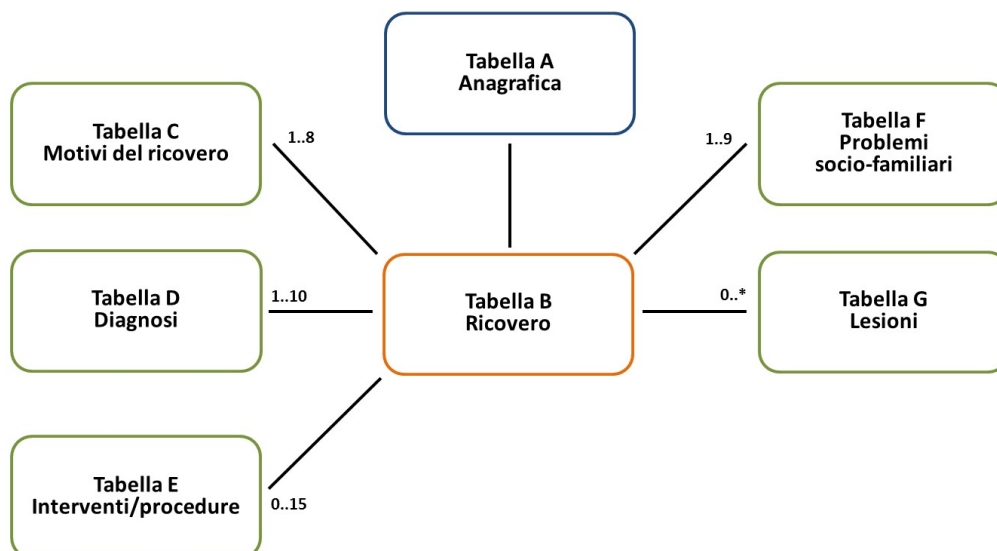 Tabella A
Anagrafica
Tabella C
Motivi del ricovero
1..8
1..9
Tabella F
Problemi
socio-familiari
Tabella D
Diagnosi
1..10
Tabella B
Ricovero
0..*
Tabella G
Lesioni
Tabella E
Interventi/procedure
0..15